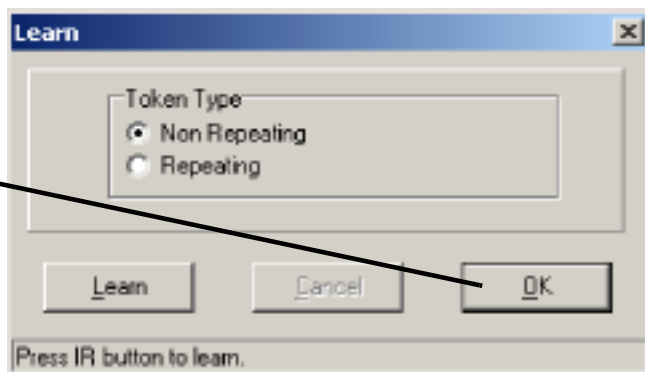 Learn
Token Type
Non Repeating
Repeating
Learn Cancel OK
Press IR button to learn.